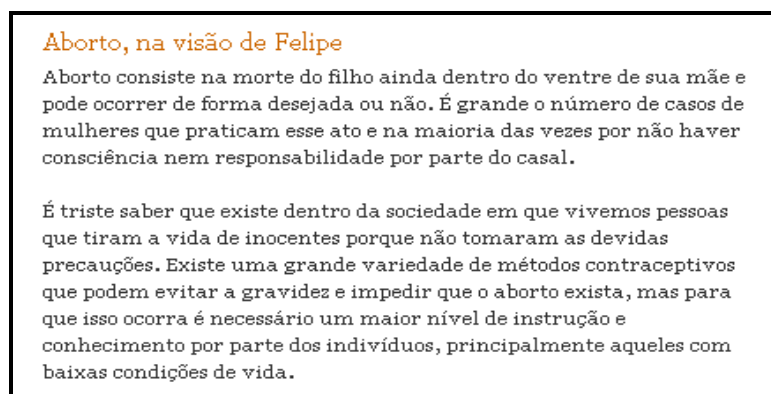 Aborto, na visão de Felipe
Aborto consiste na morte do filho ainda dentro do ventre de sua mãe e
pode ocorrer de forma desejada ou não. É grande o número de casos de
mulheres que praticam esse ato e na maioria das vezes por não haver
consciência nem responsabilidade por parte do casal.
É triste saber que existe dentro da sociedade em que vivemos pessoas
que tiram a vida de inocentes porque não tomaram as devidas
precauções. Existe uma grande variedade de métodos contraceptivos
que podem evitar a gravidez e impedir que o aborto exista, mas para
que isso ocorra é necessário um maior nível de instrução e
conhecimento por parte dos indivíduos, principalmente aqueles com
baixas condições de vida.